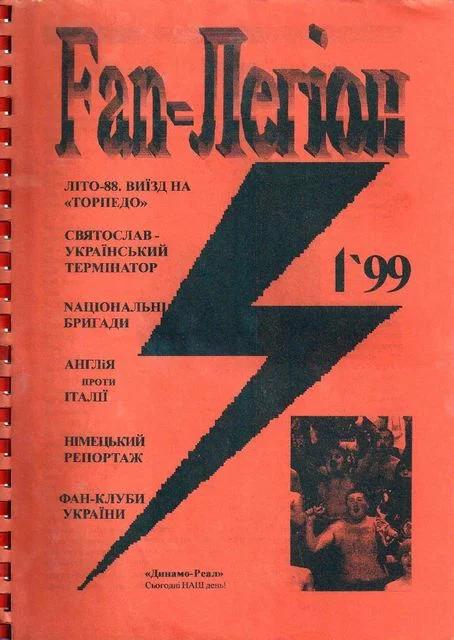 Fan-Легіон
ЛІТО-88. ВИЇЗД НА
«ТОРПЕДО»
СВЯТОСЛАВ -
УКРАЇНСЬКИЙ
ТЕРМІНАТОР
1`99
NАЦІОНАЛЬНІ
БРИГАДИ
АНГЛіЯ
ПРОТИ
ІТАЛІЇ
НІМЕЦЬКИЙ
РЕПОРТАЖ
ФАН-КЛУБИ
УКРАЇНИ
«Динамо-Реал»
Сьогодні НАШ день!